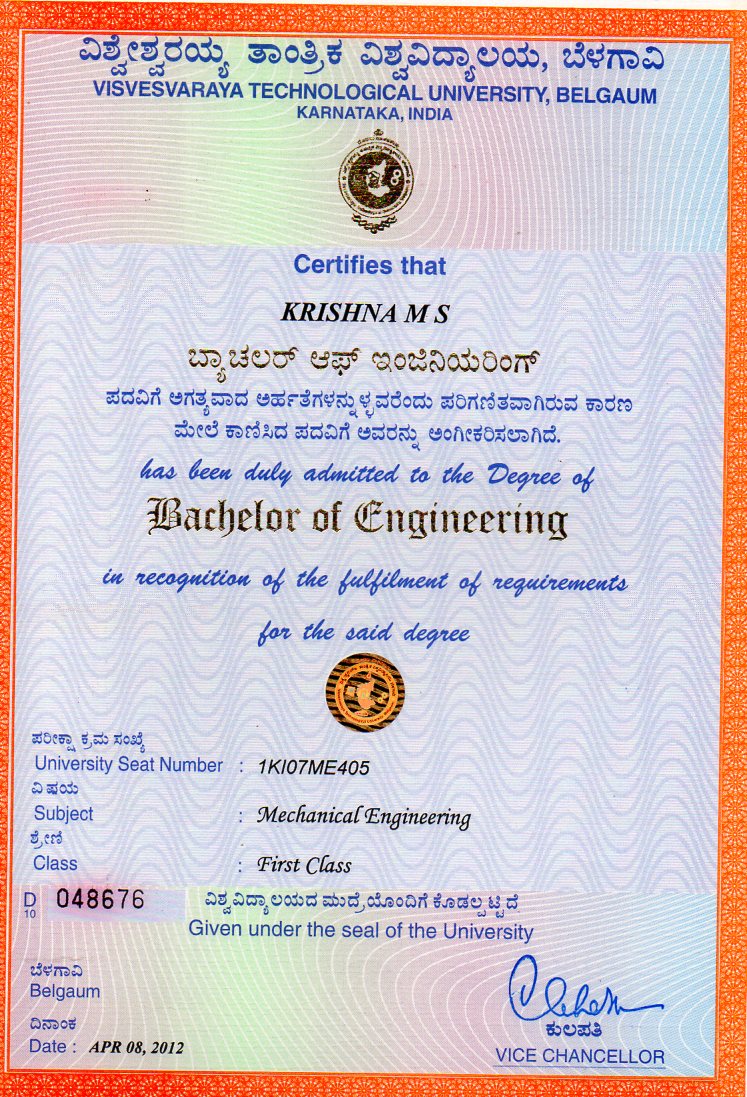 ವಿಶ್ವೇಶ್ವರಯ್ಯ ತಾಂತ್ರಿಕ ವಿಶ್ವವಿದ್ಯಾಲಯ, ಬೆಳಗಾವಿ
VISVESVARAYA TECHNOLOGICAL UNIVERSITY, BELGAUM
KARNATAKA, INDIA
Certifies that
KRISHNA M S
ಬ್ಯಾಚಲರ್ ಆಫ್ ಇಂಜಿನಿಯರಿಂಗ್
ಪದವಿಗೆ ಅಗತ್ಯವಾದ ಅರ್ಹತೆಗಳನ್ನುಳ್ಳವರೆಂದು ಪರಿಗಣಿತವಾಗಿರುವ ಕಾರಣ
ಮೇಲೆ ಕಾಣಿಸಿದ ಪದವಿಗೆ ಅವರನ್ನು ಅಂಗೀಕರಿಸಲಾಗಿದೆ.
has been duly admitted to the Degree of
Bachelor of Engineering
in recognition of the fulfilment of requirements
for the said degree
ಪರೀಕ್ಷಾ ಕ್ರಮ ಸಂಖ್ಯೆ
University Seat Number : 1KI07ME405
ವಿಷಯ
Subject : Mechanical Engineering
ಶ್ರೇಣಿ
Class : First Class
D 10 048676 ವಿಶ್ವವಿದ್ಯಾಲಯದ ಮುದ್ರೆಯೊಂದಿಗೆ ಕೊಡಲ್ಪಟ್ಟಿದೆ
Given under the seal of the University
ಬೆಳಗಾವಿ
Belgaum
ದಿನಾಂಕ
Date : APR 08, 2012
ಕುಲಪತಿ
VICE CHANCELLOR